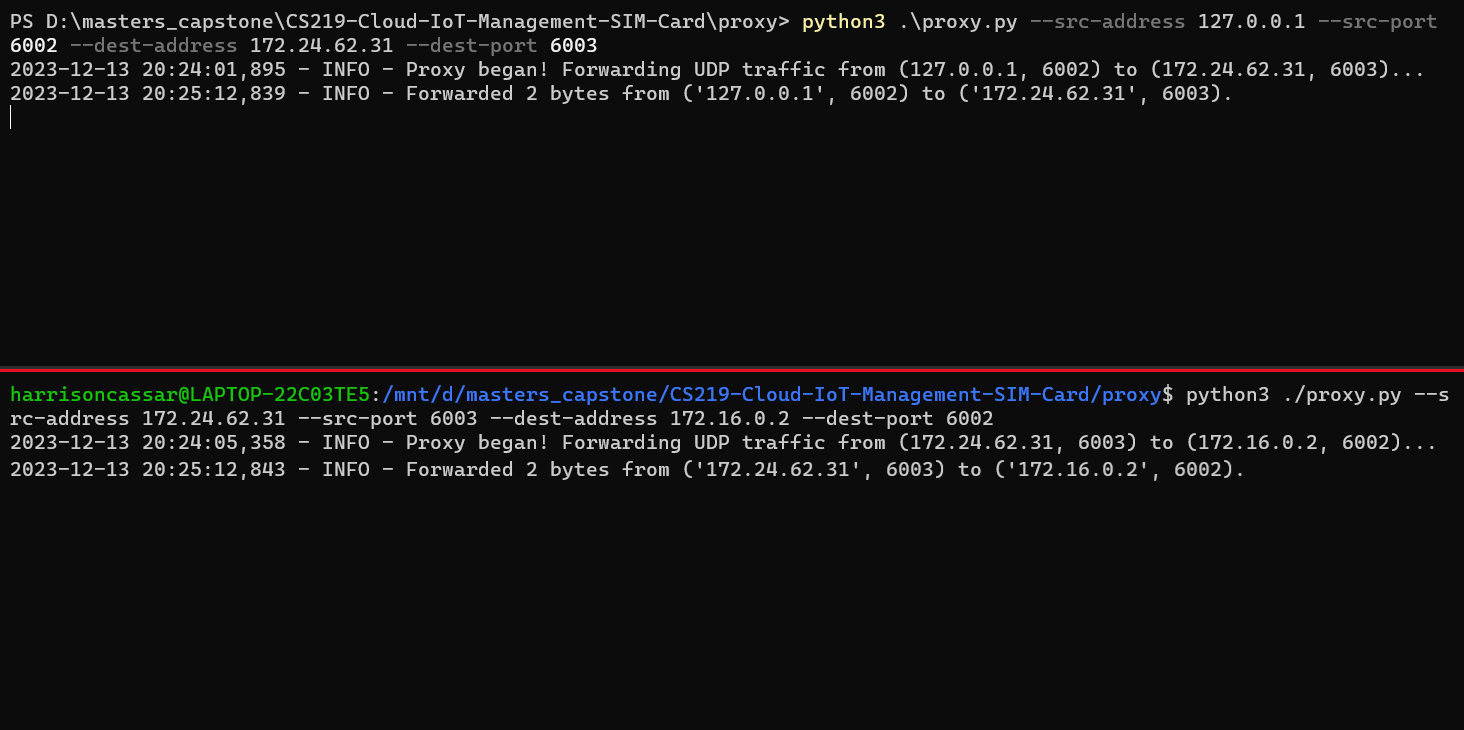 PS D:\masters_capstone\CS219-Cloud-IoT-Management-SIM-Card\proxy> python3 .\proxy.py --src-address 127.0.0.1 --src-port
6002 --dest-address 172.24.62.31 --dest-port 6003
2023-12-13 20:24:01,895 - INFO - Proxy began! Forwarding UDP traffic from (127.0.0.1, 6002) to (172.24.62.31, 6003)...
2023-12-13 20:25:12,839 - INFO - Forwarded 2 bytes from ('127.0.0.1', 6002) to ('172.24.62.31', 6003).
harrisoncassar@LAPTOP-22C03TE5:/mnt/d/masters_capstone/CS219-Cloud-IoT-Management-SIM-Card/proxy$ python3 ./proxy.py --s
rc-address 172.24.62.31 --src-port 6003 --dest-address 172.16.0.2 --dest-port 6002
2023-12-13 20:24:05,358 - INFO - Proxy began! Forwarding UDP traffic from (172.24.62.31, 6003) to (172.16.0.2, 6002)...
2023-12-13 20:25:12,843 - INFO - Forwarded 2 bytes from ('172.24.62.31', 6003) to ('172.16.0.2', 6002).